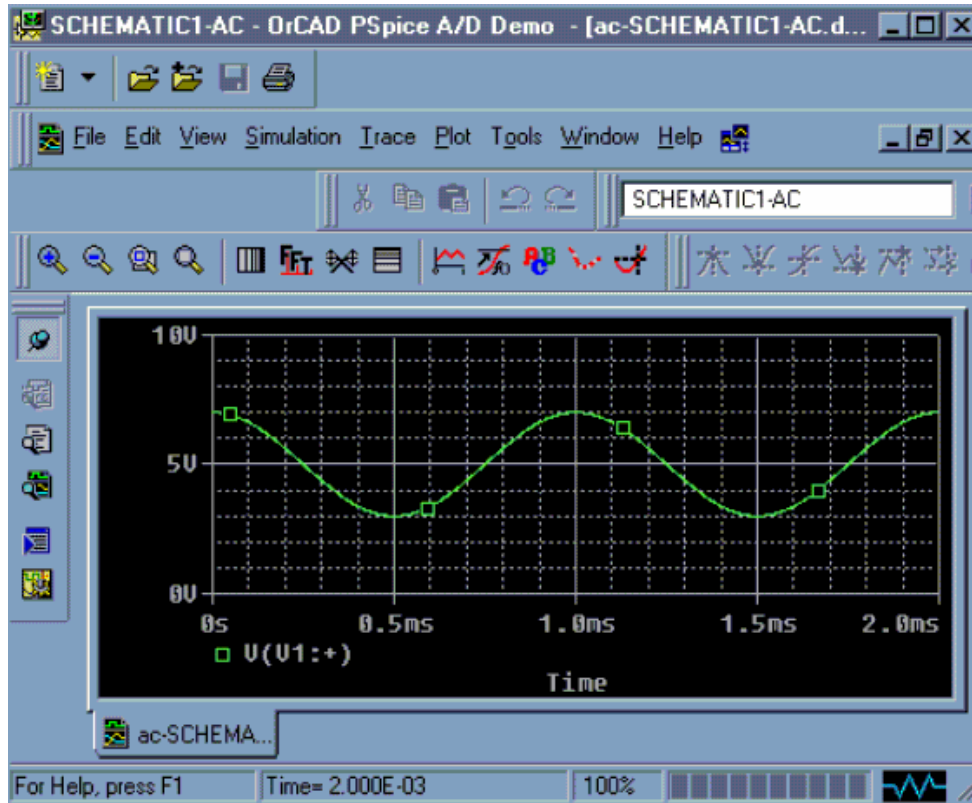 SCHEMATIC1-AC - OrCAD PSpice A/D Demo - [ac-SCHEMATIC1-AC.d...
File Edit View Simulation Trace Plot Tools Window Help
SCHEMATIC1-AC
FFT
10V
5V
0V
0s 0.5ms 1.0ms 1.5ms 2.0ms
V(V1:+)
Time
ac-SCHEMA...
For Help, press F1 Time= 2.000E-03 100%